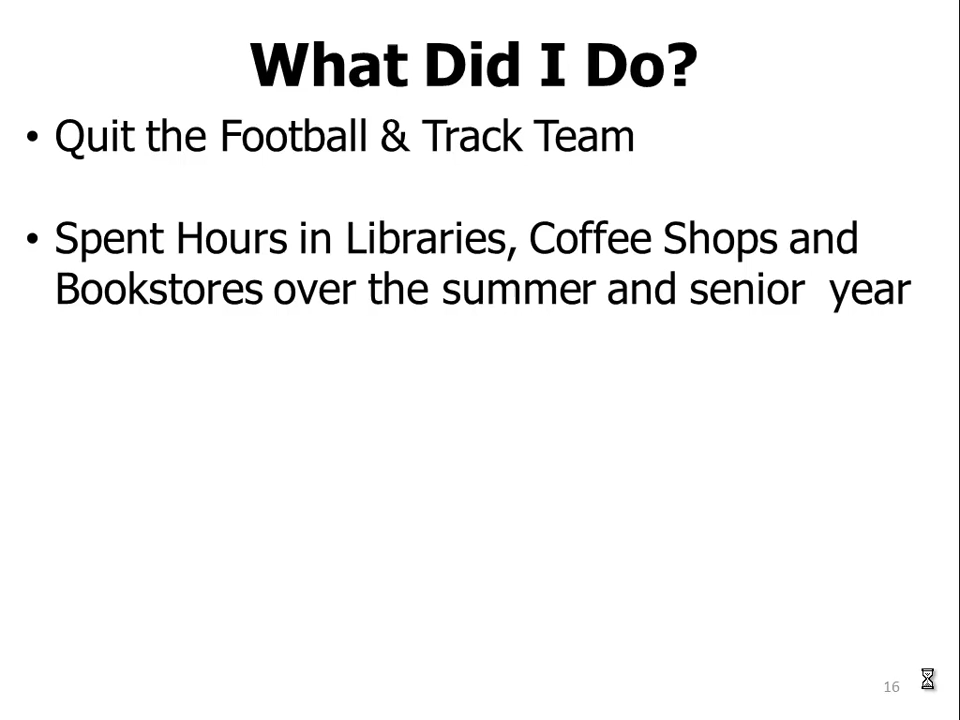 What Did I Do?
• Quit the Football & Track Team
• Spent Hours in Libraries, Coffee Shops and
Bookstores over the summer and senior  year
16